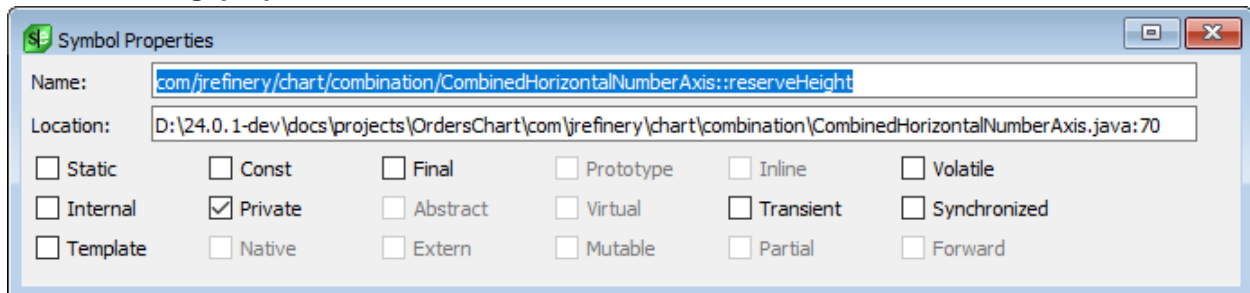 Symbol Properties
Name: com/jrefinery/chart/combination/CombinedHorizontalNumberAxis::reserveHeight
Location: D:\24.0.1-dev\docs\projects\OrdersChart\com\jrefinery\chart\combination\CombinedHorizontalNumberAxis.java:70
Static Const Final Prototype Inline Volatile
Internal Private Abstract Virtual Transient Synchronized
Template Native Extern Mutable Partial Forward